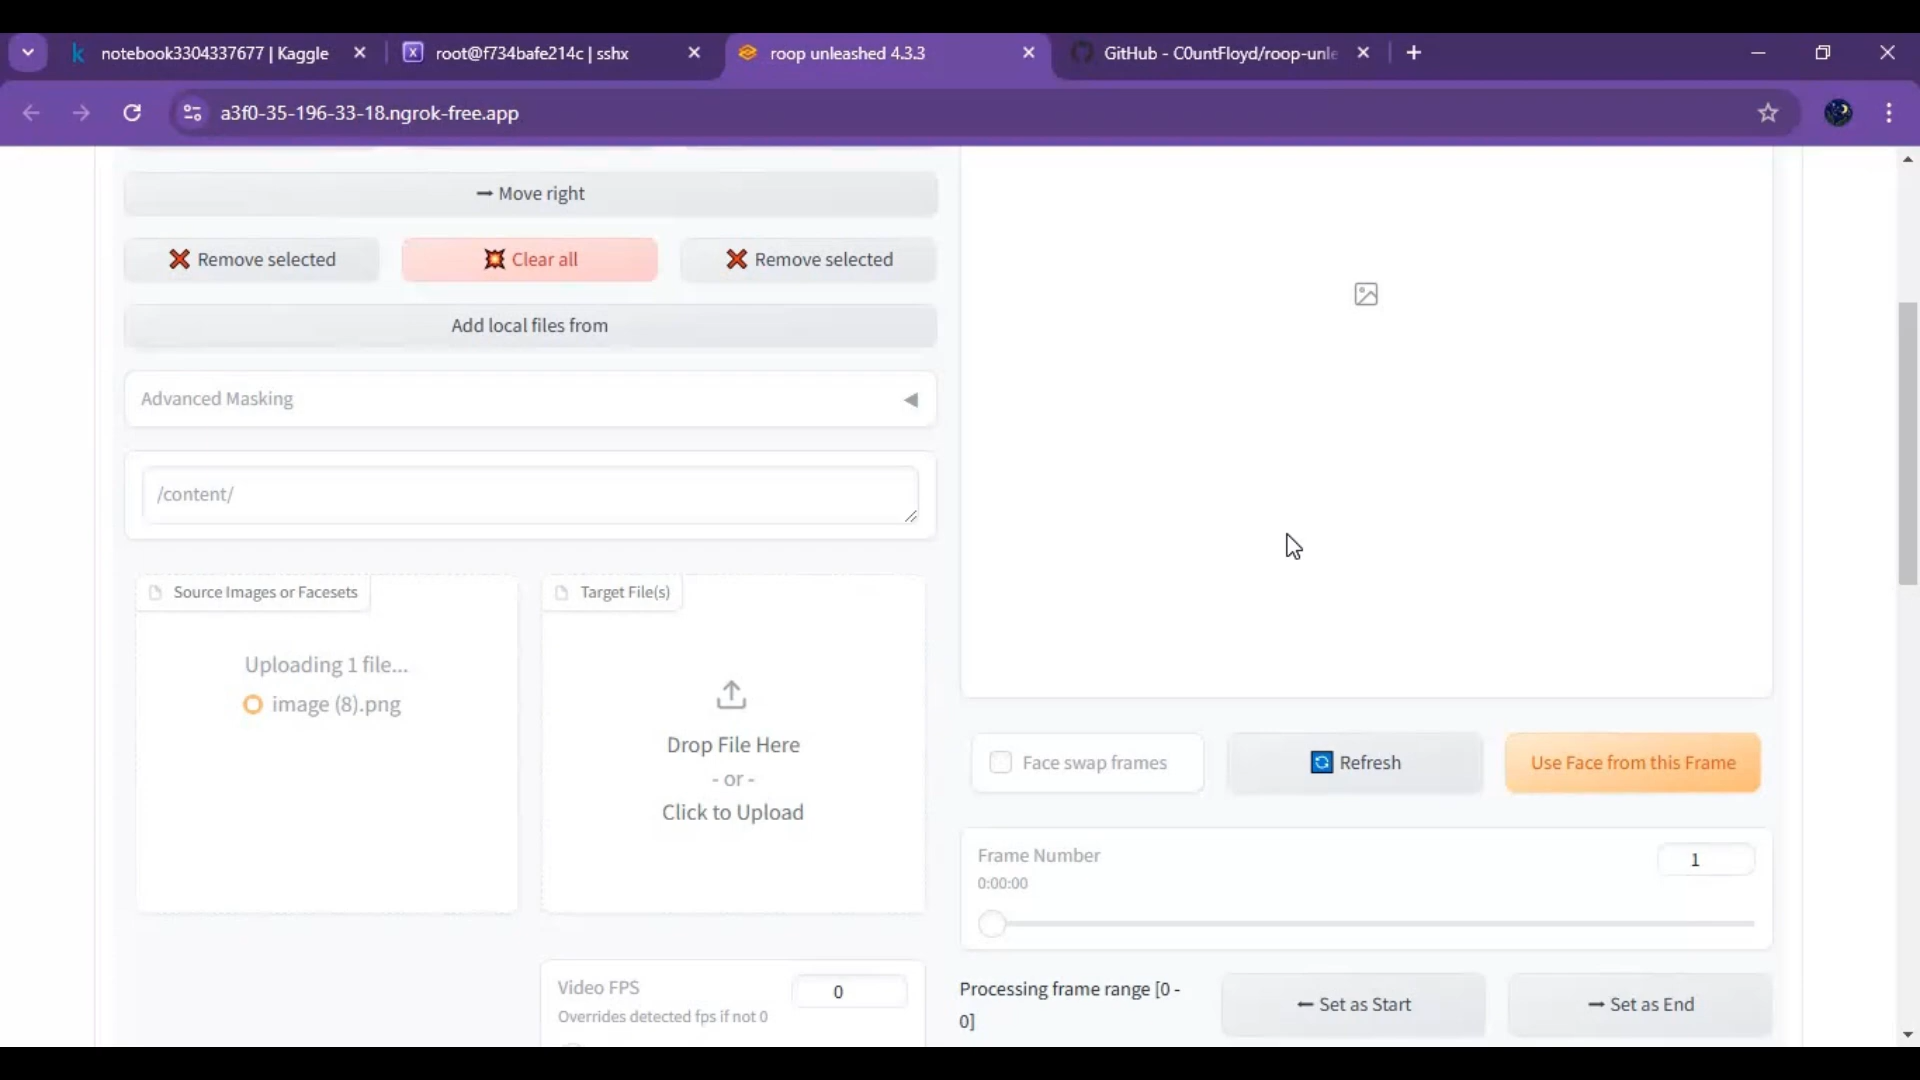 notebook3304337677 | Kaggle
root@f734bafe214c | sshx
roop unleashed 4.3.3
GitHub - C0untFloyd/roop-unle
a3f0-35-196-33-18.ngrok-free.app
➞ Move right
❌ Remove selected
💥 Clear all
❌ Remove selected
Add local files from
Advanced Masking
/content/
Source Images or Facesets
Uploading 1 file...
image (8).png
Target File(s)
Drop File Here
- or -
Click to Upload
Video FPS
0
Overrides detected fps if not 0
Face swap frames
🔄 Refresh
Use Face from this Frame
Frame Number
1
0:00:00
Processing frame range [0 -
0]
⬅ Set as Start
➡ Set as End